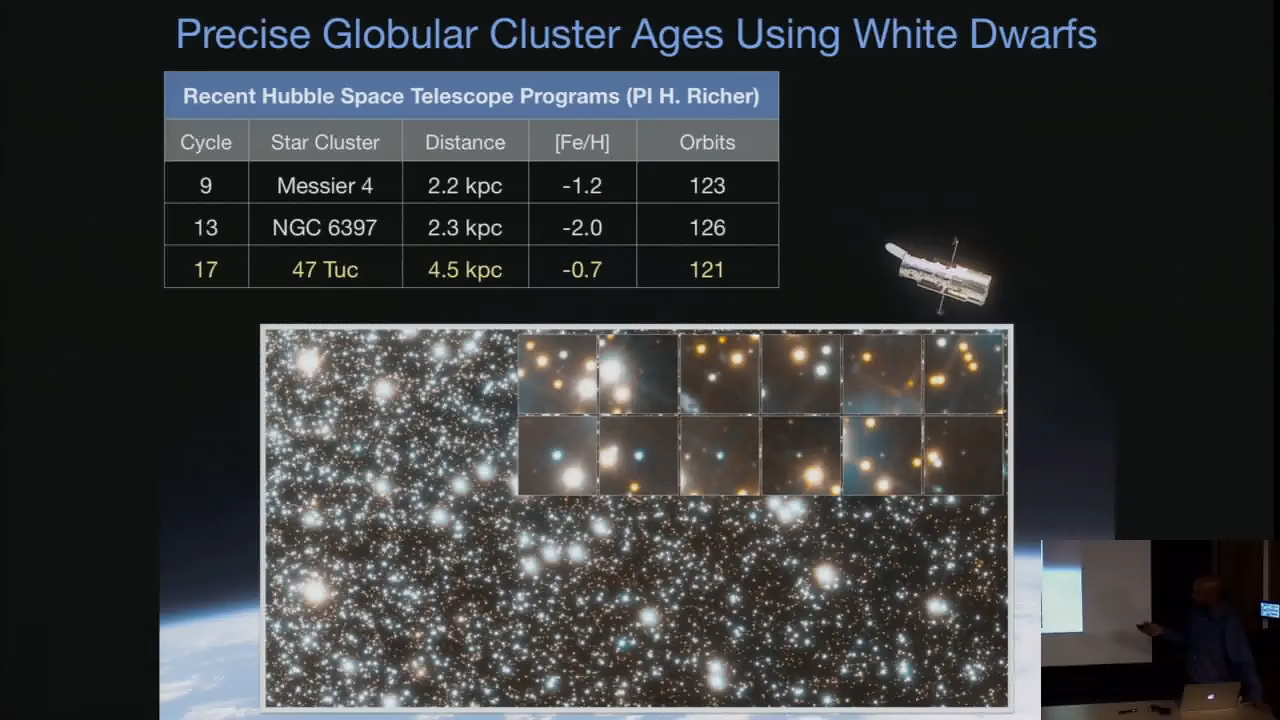 Precise Globular Cluster Ages Using White Dwarfs
Recent Hubble Space Telescope Programs (PI H. Richer)
Cycle Star Cluster Distance [Fe/H] Orbits
9 Messier 4 2.2 kpc -1.2 123
13 NGC 6397 2.3 kpc -2.0 126
17 47 Tuc 4.5 kpc -0.7 121